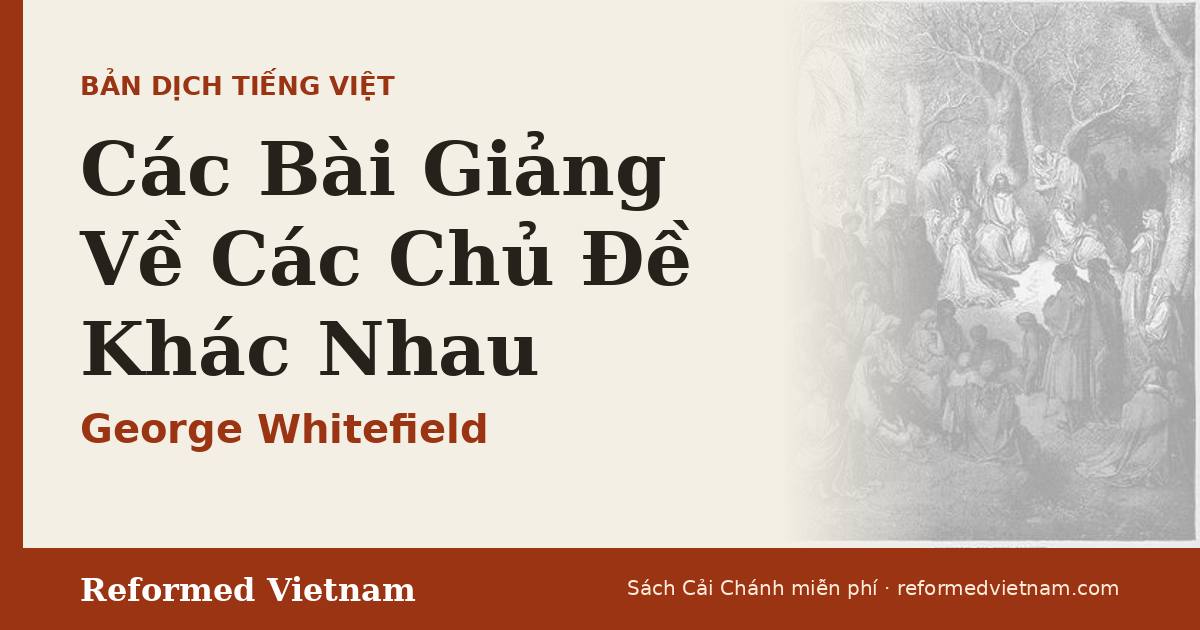 BẢN DỊCH TIẾNG VIỆT
Các Bài Giảng
Về Các Chủ Đề
Khác Nhau
George Whitefield
Reformed Vietnam
Sách Cải Chánh miễn phí · reformedvietnam.com